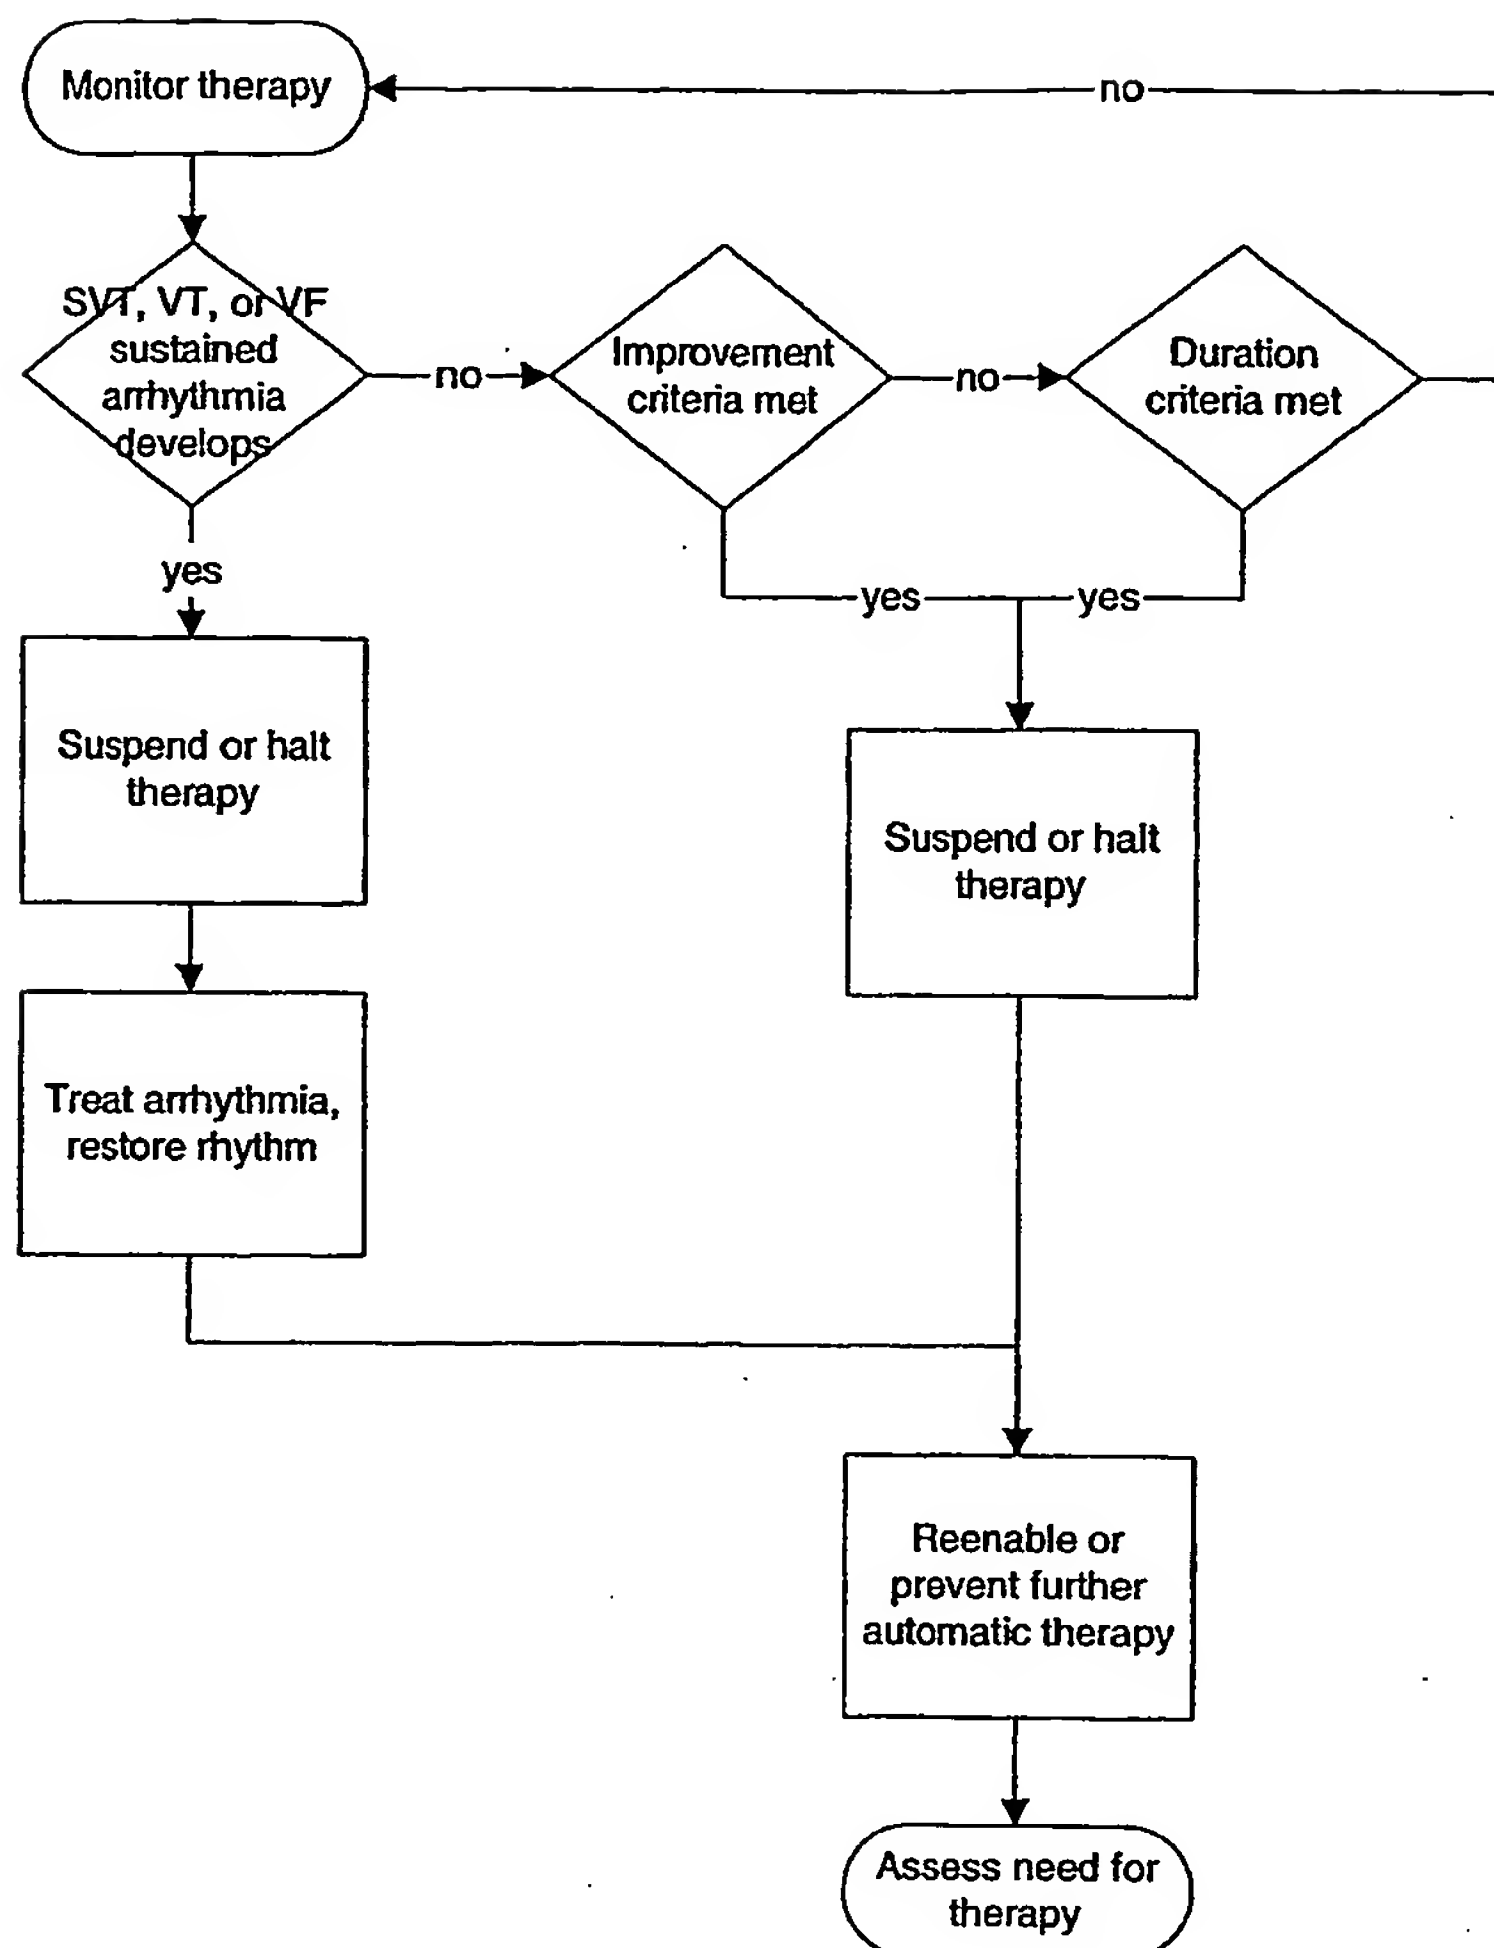 Monitor therapy
no
SVT, VT, or VF
sustained
arrhythmia
develops
no
Improvement
criteria met
no
Duration
criteria met
yes
yes
yes
Suspend or halt
therapy
Suspend or halt
therapy
Treat arrhythmia,
restore rhythm
Reenable or
prevent further
automatic therapy
Assess need for
therapy